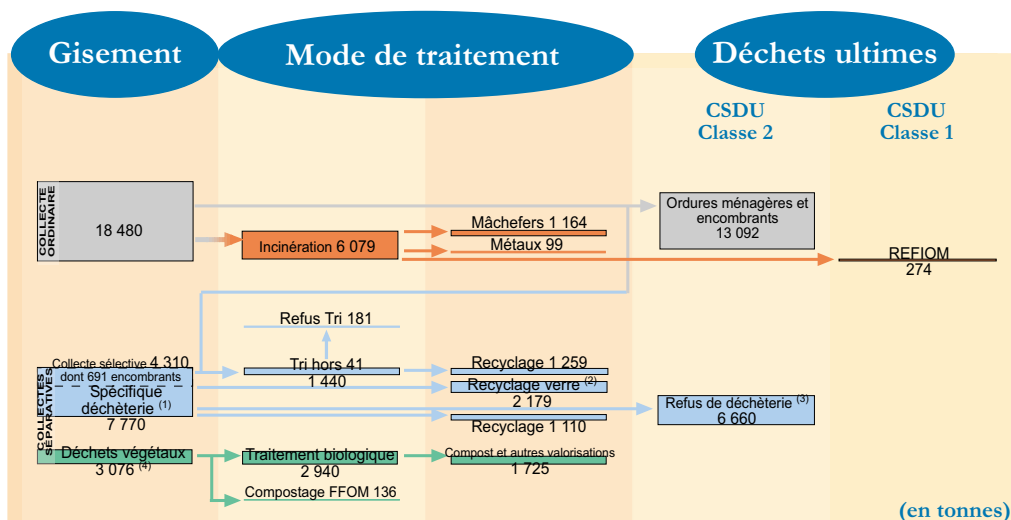 Gisement
Mode de traitement
Déchets ultimes
CSDU
Classe 2
CSDU
Classe 1
COLLECTE
ORDINAIRE
18 480
Incinération 6 079
Mâchefers 1 164
Métaux 99
Ordures ménagères et
encombrants
13 092
REFIOM
274
Refus Tri 181
COLLECTES
SÉPARATIVES
Collecte sélective 4 310
dont 691 encombrants
Spécifique
déchèterie (1)
7 770
Tri hors 41
1 440
Recyclage 1 259
Recyclage verre (2)
2 179
Recyclage 1 110
Refus de déchèterie (3)
6 660
Déchets végétaux
3 076 (4)
Traitement biologique
2 940
Compost et autres valorisations
1 725
Compostage FFOM 136
(en tonnes)